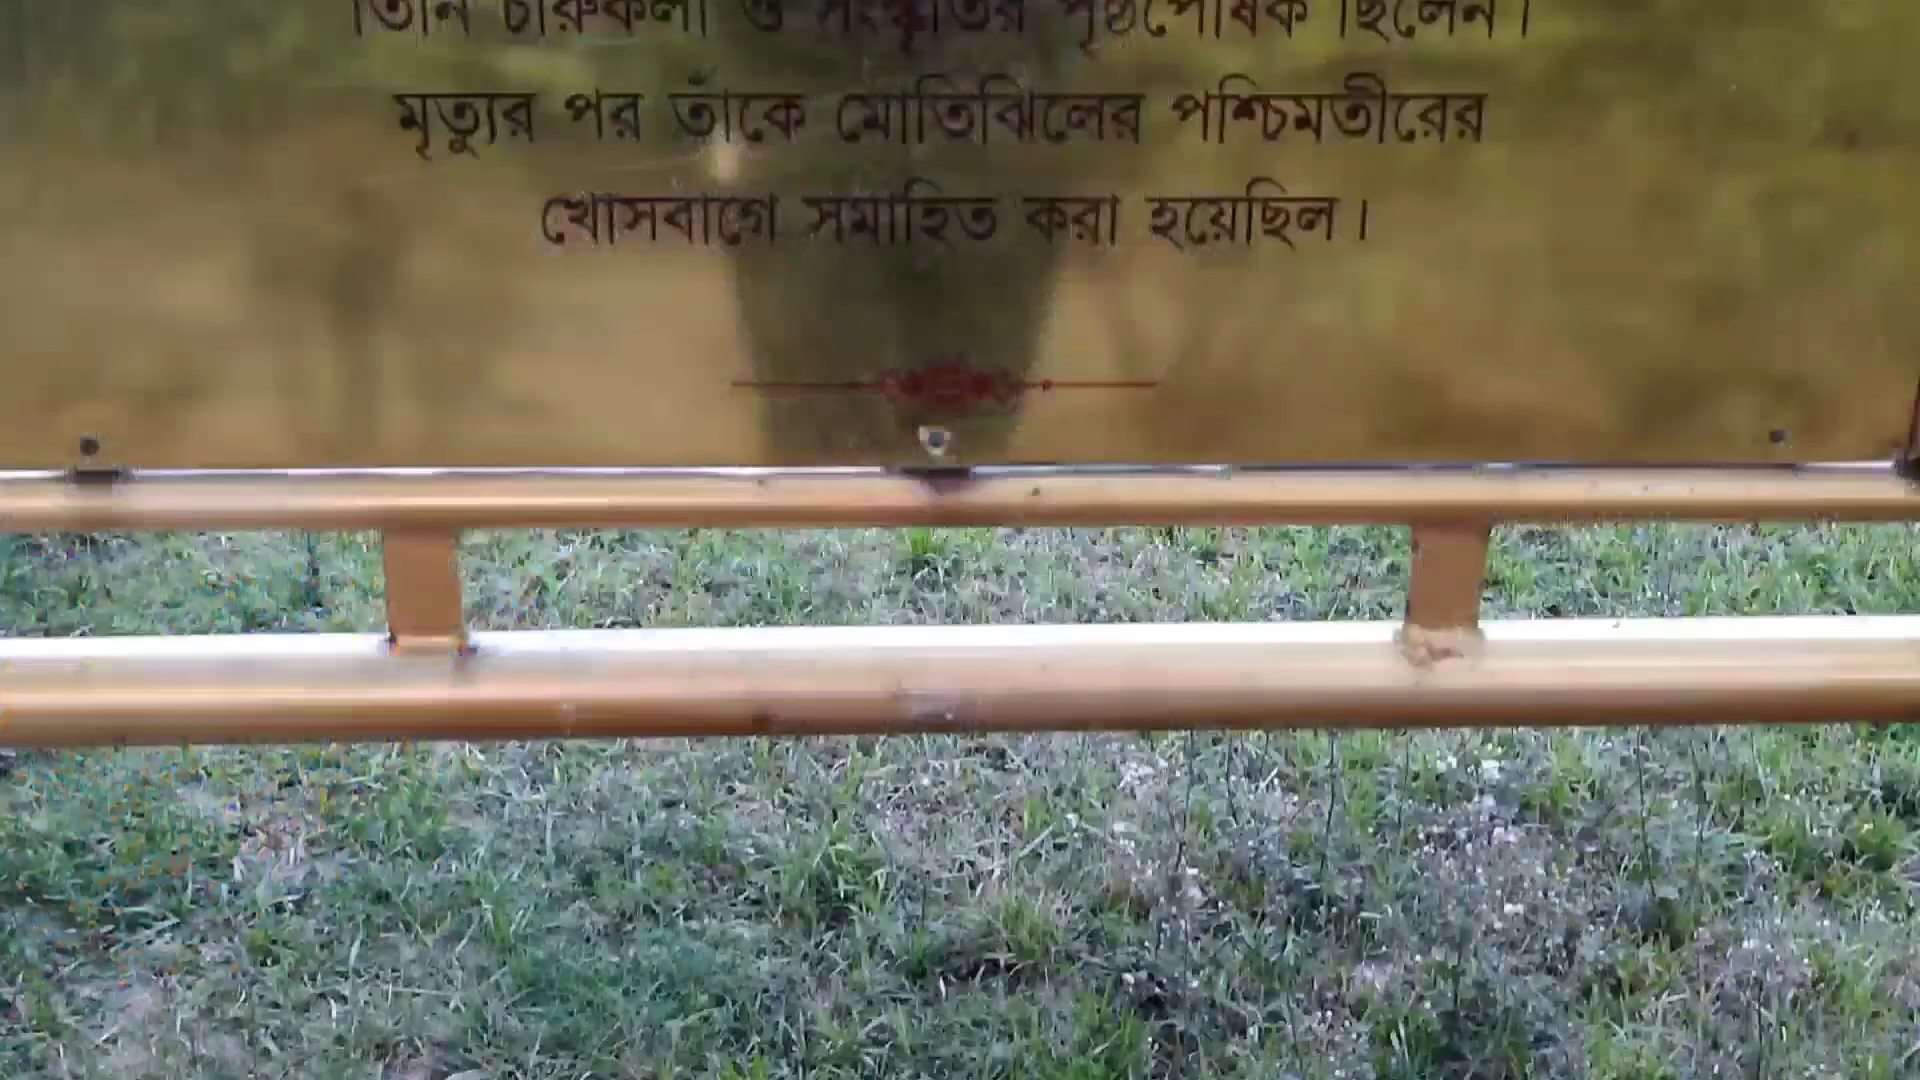 তিনি চারুকলা ও সংস্কৃতির পৃষ্ঠপোষক ছিলেন।
মৃত্যুর পর তাঁকে মোতিঝিলের পশ্চিমতীরের
খোসবাগে সমাহিত করা হয়েছিল।